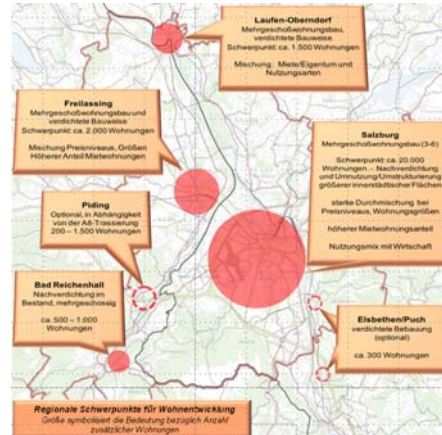 Laufen-Oberndorf
Mehrgeschoßwohnungsbau,
verdichtete Bauweise
Schwerpunkt: ca. 1.500 Wohnungen
Mischung: Miete/Eigentum und
Nutzungsarten
Freilassing
Mehrgeschoßwohnungsbau und
verdichtete Bauweise
Schwerpunkt: ca. 2.000 Wohnungen
Mischung Preisniveaus, Größen
Höherer Anteil Mietwohnungen
Salzburg
Mehrgeschoßwohnungsbau (3-6)
Schwerpunkt: ca. 20.000
Wohnungen – Nachverdichtung
und Umnutzung/Umstrukturierung
größerer innerstädtischer Flächen
starke Durchmischung bei
Preisniveaus, Wohnungsgrößen
höherer Mietwohnungsanteil
Nutzungsmix mit Wirtschaft
Piding
Optional, in Abhängigkeit
von der A8-Trassierung
200 – 1.500 Wohnungen
Bad Reichenhall
Nachverdichtung im
Bestand, mehrgeschossig
ca. 500 – 1.000
Wohnungen
Elsbethen/Puch
verdichtete Bebauung
(optional)
ca. 300 Wohnungen
Regionale Schwerpunkte für Wohnentwicklung
Größe symbolisiert die Bedeutung bezüglich Anzahl
zusätzlicher Wohnungen